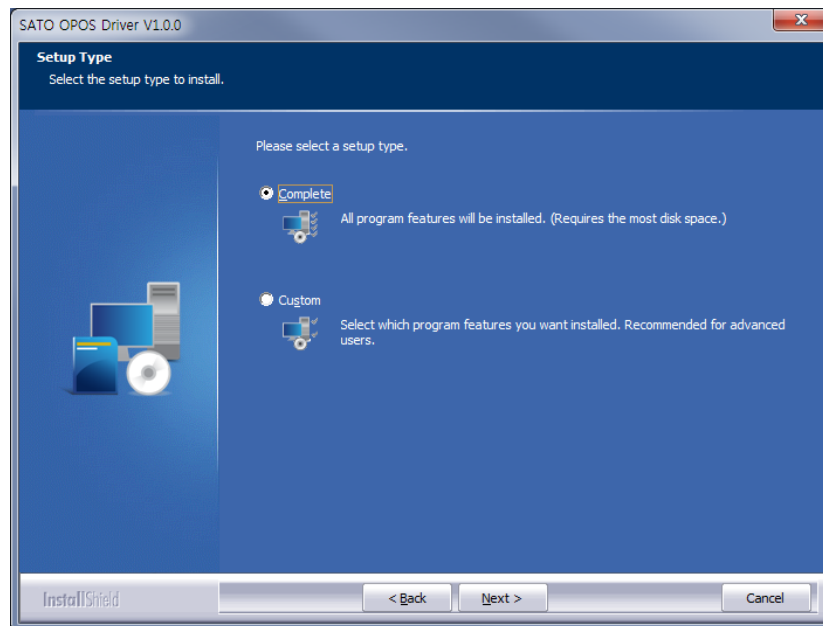 SATO OPOS Driver V1.0.0
Setup Type
Select the setup type to install.
Please select a setup type.
Complete
All program features will be installed. (Requires the most disk space.)
Custom
Select which program features you want installed. Recommended for advanced
users.
InstallShield
< Back
Next >
Cancel